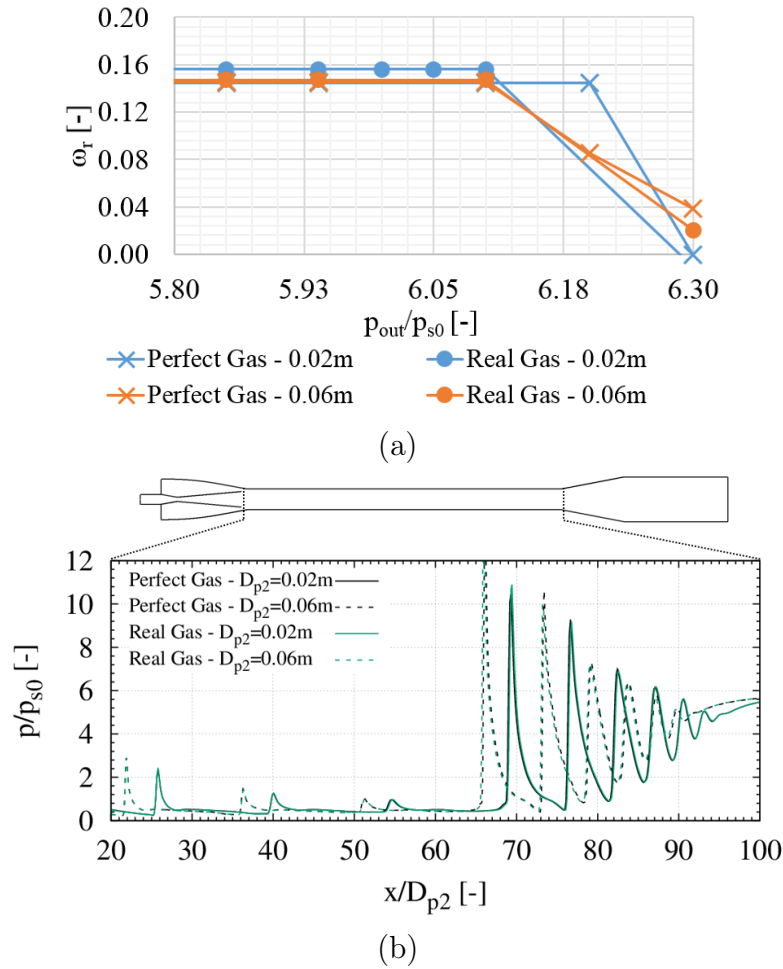 0.20
0.16
0.12
0.08
0.04
0.00
ω_r [-]
5.80 5.93 6.05 6.18 6.30
p_out/p_s0 [-]
Perfect Gas - 0.02m Real Gas - 0.02m
Perfect Gas - 0.06m Real Gas - 0.06m
(a)
12
10
8
6
4
2
0
p/p_s0 [-]
Perfect Gas - D_p2=0.02m
Perfect Gas - D_p2=0.06m
Real Gas - D_p2=0.02m
Real Gas - D_p2=0.06m
20 30 40 50 60 70 80 90 100
x/D_p2 [-]
(b)